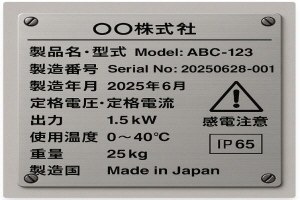 〇〇株式会社
製品名・型式 Model: ABC-123
製造番号 Serial No: 20250628-001
製造年月 2025年6月
定格電圧・定格電流
出力 1.5kW
使用温度 0～40℃
重量 25kg
製造国 Made in Japan
感電注意
IP65